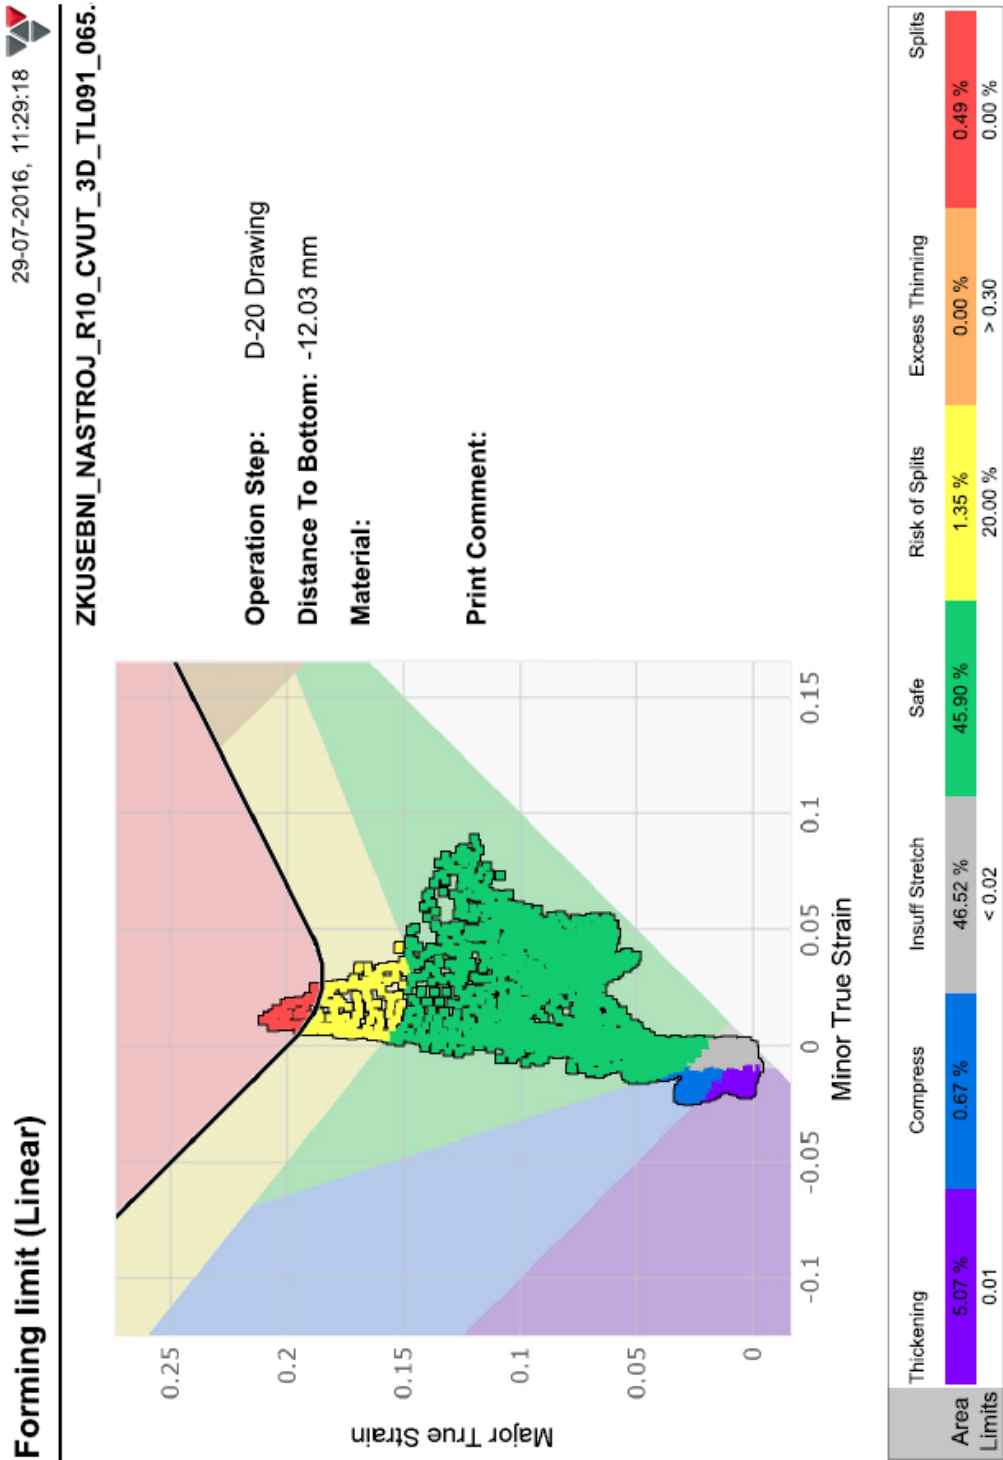 Forming limit (Linear)
29-07-2016, 11:29:18
ZKUSEBNI_NASTROJ_R10_CVUT_3D_TL091_065.
Operation Step: D-20 Drawing
Distance To Bottom: -12.03 mm
Material:
Print Comment:
Major True Strain
0.25
0.2
0.15
0.1
0.05
0
-0.1 -0.05 0 0.05 0.1 0.15
Minor True Strain
Thickening Compress Insuff Stretch Safe Risk of Splits Excess Thinning Splits
Area 5.07 % 0.67 % 46.52 % 45.90 % 1.35 % 0.00 % 0.49 %
Limits 0.01 < 0.02 20.00 % > 0.30 0.00 %